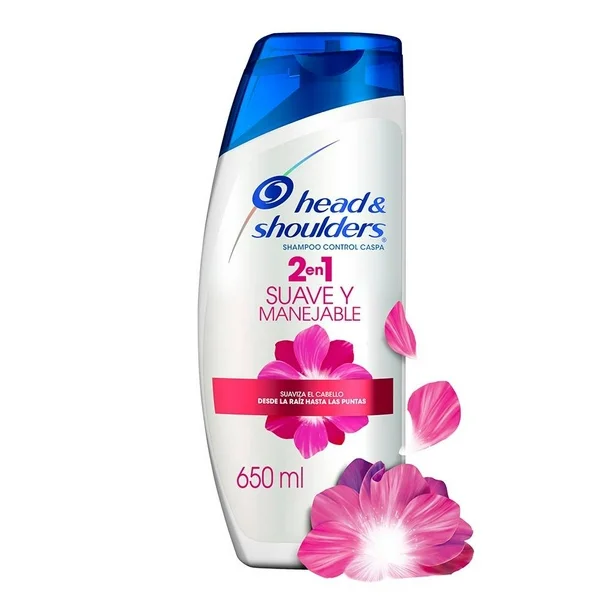 head &
shoulders®
SHAMPOO CONTROL CASPA
2en1
SUAVE Y
MANEJABLE
SUAVIZA EL CABELLO
DESDE LA RAÍZ HASTA LAS PUNTAS
650 ml